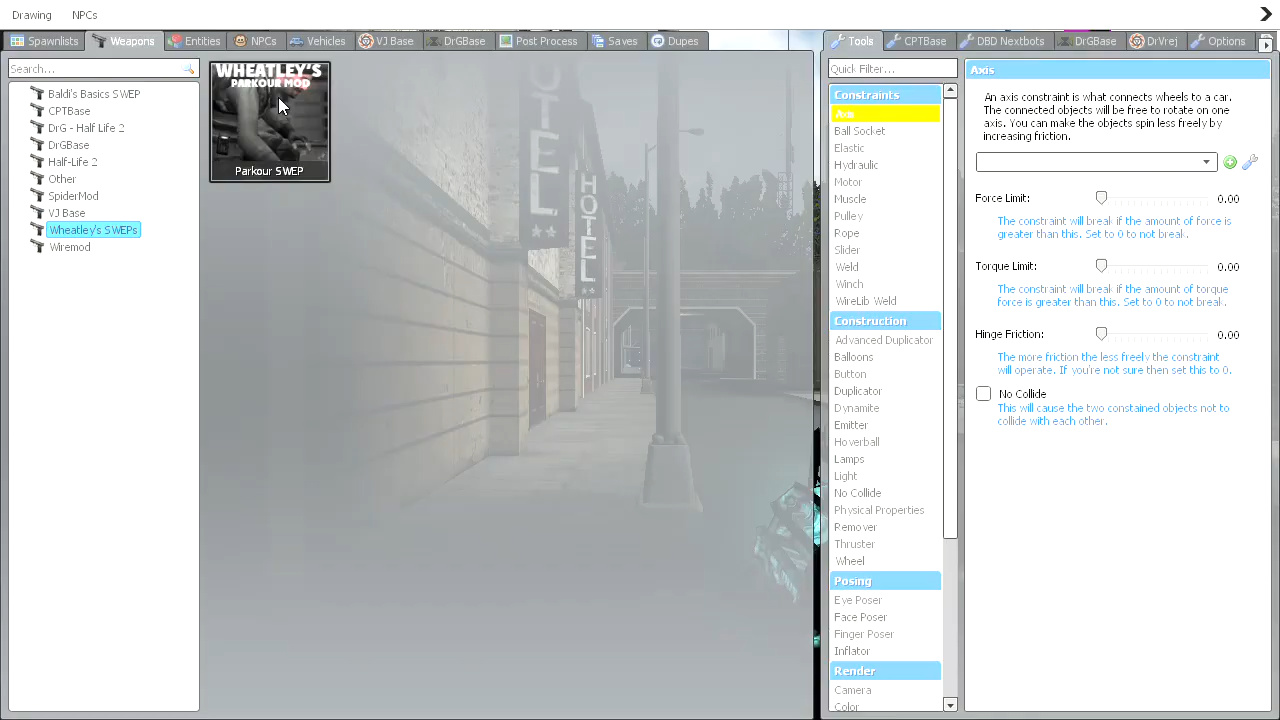 Drawing
NPCs
Spawnlists
Weapons
Entities
NPCs
Vehicles
VJ Base
DrGBase
Post Process
Saves
Dupes
Tools
CPTBase
DBD Nextbots
DrGBase
DrVrej
Options
Search...
Baldi's Basics SWEP
CPTBase
DrG - Half Life 2
DrGBase
Half-Life 2
Other
SpiderMod
VJ Base
Wheatley's SWEPs
Wiremod
WHEATLEY'S
PARKOUR MOD
Parkour SWEP
TEL
HOTEL
Quick Filter...
Constraints
Axis
Ball Socket
Elastic
Hydraulic
Motor
Muscle
Pulley
Rope
Slider
Weld
Winch
WireLib Weld
Construction
Advanced Duplicator
Balloons
Button
Duplicator
Dynamite
Emitter
Hoverball
Lamps
Light
No Collide
Physical Properties
Remover
Thruster
Wheel
Posing
Eye Poser
Face Poser
Finger Poser
Inflator
Render
Camera
Color
Axis
An axis constraint is what connects wheels to a car.
The connected objects will be free to rotate on one
axis. You can make the objects spin less freely by
increasing friction.
Force Limit: 0.00
The constraint will break if the amount of force is
greater than this. Set to 0 to not break.
Torque Limit: 0.00
The constraint will break if the amount of torque
force is greater than this. Set to 0 to not break.
Hinge Friction: 0.00
The more friction the less freely the constraint
will operate. If you're not sure then set this to 0.
No Collide
This will cause the two constained objects not to
collide with each other.